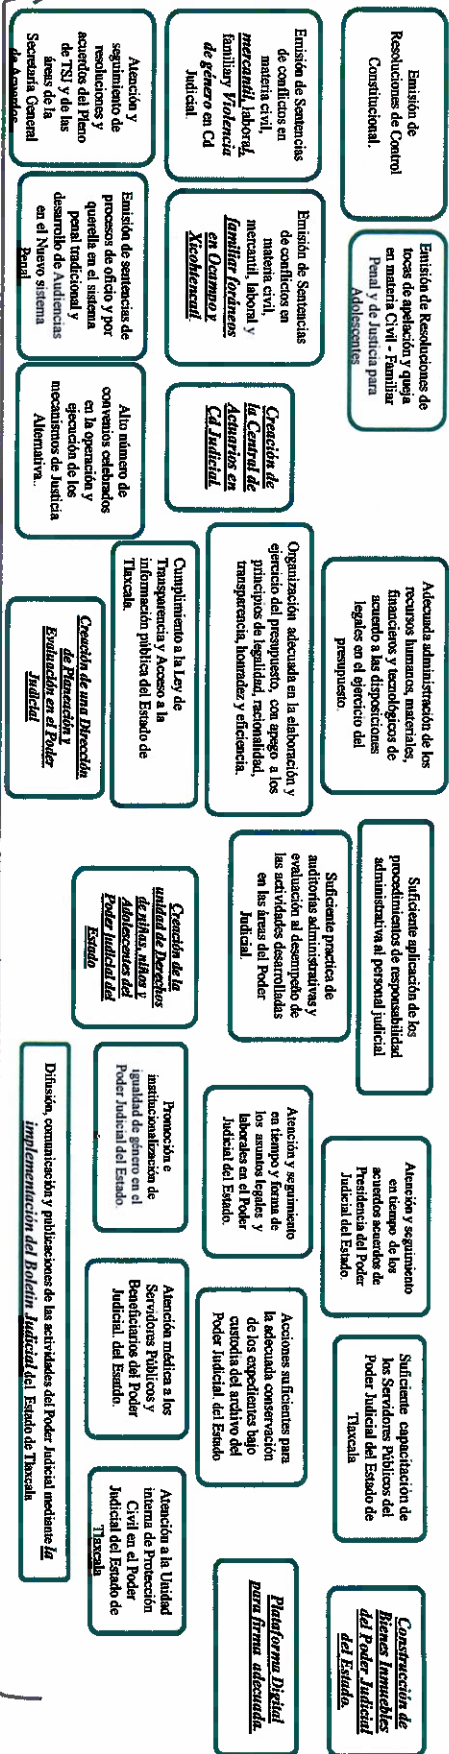 Emisión de
Resoluciones de Control
Constitucional.
Emisión de Resoluciones de
tocas de apelación y queja
en materia Civil - Familiar
Penal y de Justicia para
Adolescentes
Adecuada administración de los
recursos humanos, materiales,
financieros y tecnológicos de
acuerdo a las disposiciones
legales en el ejercicio del
presupuesto.
Suficiente aplicación de los
procedimientos de responsabilidad
administrativa al personal judicial
Atención y seguimiento
en tiempo de los
acuerdos acuerdos de
Presidencia del Poder
Judicial del Estado.
Suficiente capacitación de
los Servidores Públicos del
Poder Judicial del Estado de
Tlaxcala
Construcción de
Bienes Inmuebles
del Poder Judicial
del Estado.
Emisión de Sentencias
de conflictos en
materia civil,
mercantil, laboral,
familiary Violencia
de género en Cd
Judicial.
Emisión de Sentencias
de conflictos en
materia civil,
mercantil, laboral y
familiar foráneos
en Ocampo y
Xicohtencatl.
Creación de
la Central de
Actuarios en
Cd Judicial.
Organización adecuada en la elaboración y
ejercicio del presupuesto, con apego a los
principios de legalidad, racionalidad,
transparencia, honradez y eficiencia.
Suficiente practica de
auditorías administrativas y
evaluación al desempeño de
las actividades desarrolladas
en las áreas del Poder
Judicial.
Atención y seguimiento
en tiempo y forma de
los asuntos legales y
laborales en el Poder
Judicial del Estado.
Acciones suficientes para
la adecuada conservación
de los expedientes bajo
custodia del archivo del
Poder Judicial. del Estado
Plataforma Digital
para firma adecuada.
Atención y
seguimiento de
resoluciones y
acuerdos del Pleno
de TSJ y de las
áreas de la
Secretaría General
de Acuerdos
Emisión de sentencias de
procesos de oficio y por
querella en el sistema
penal tradicional y
desarrollo de Audiencias
en el Nuevo sistema
Penal
Alto número de
convenios celebrados
en la operación y
ejecución de los
mecanismos de Justicia
Alternativa..
Cumplimiento a la Ley de
Transparencia y Acceso a la
información pública del Estado de
Tlaxcala.
Creación de una Dirección
de Planeación y
Evaluación en el Poder
Judicial
Creación de la
unidad de Derechos
de niñas, niños y
Adolescentes del
Poder Judicial del
Estado
Promoción e
institucionalización de
igualdad de género en el
Poder Judicial del Estado.
Atención médica a los
Servidores Públicos y
Beneficiarios del Poder
Judicial. del Esatdo.
Atención a la Unidad
interna de Protección
Civil en el Poder
Judicial del Estado de
Tlaxcala
Difusión, comunicación y publicaciones de las actividades del Poder Judicial mediante la
implementación del Boletín Judicial del Estado de Tlaxcala